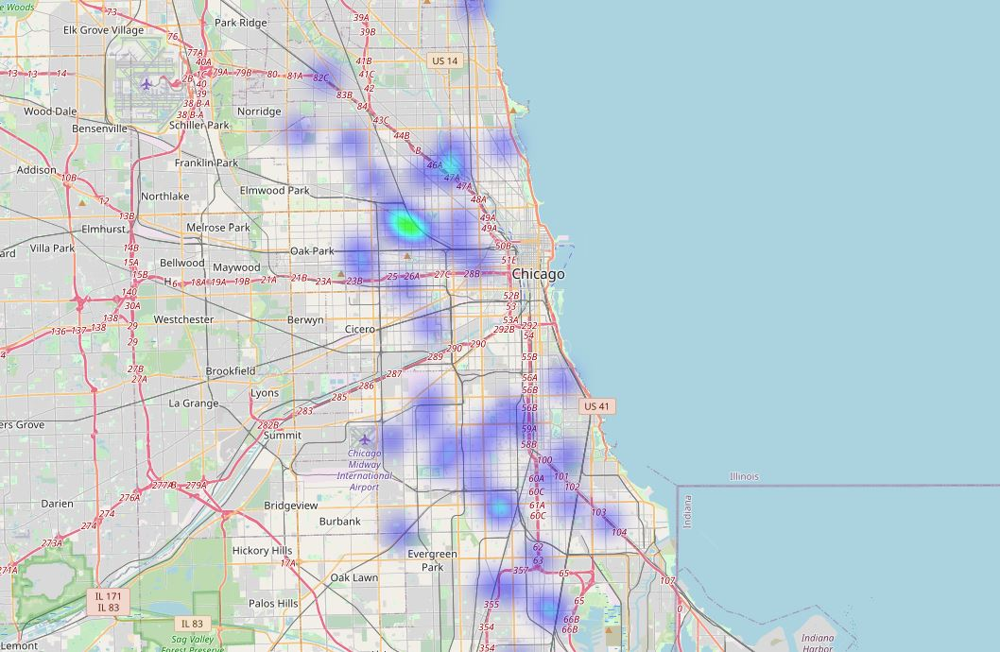 e Woods
73
39A
39B
Park Ridge
Elk Grove Village
76
77A
40A
41B
US 14
13
13
14
79A
79B
80
81A
82C
41C
2B
1C
40
39
42
83B
38 B-A
84
Wood Dale
38 B-A
Norridge
43C
Bensenville
Schiller Park
44B
B
Franklin Park
46A
Addison
10B
47A
47A
Elmwood Park
Northlake
12
48A
13B
49A
Elmhurst
Melrose Park
49A
ard
Villa Park
14B
Oak Park
50B
15A
Bellwood
Maywood
51E
15B
H6
18A
19A
19B
21A
21B
23A
23B
25
26A
27C
28B
Chicago
140
52B
30A
53
138
Westchester
Berwyn
53A
292
136
137
138
29
Cicero
292B
54
29
290
290
4
289
55B
27B
Brookfield
287
27A
286
56A
Lyons
56B
La Grange
285
US 41
283
56B
ers Grove
282B
59A
Summit
58B
Chicago
Midway
International
Airport
100
101
60A
Illinois
102
277A
B
279A
60C
276A
61A
Darien
Bridgeview
60C
103
Indiana
274
Burbank
274
104
273A
Hickory Hills
Evergreen
Park
62
17A
63
271A
Oak Lawn
357
65
107
IL 171
IL 83
Palos Hills
355
65
0
IL 83
66B
354
66B
Sag Valley
Forest Preserve
Indiana
Harbor
Lemont
354